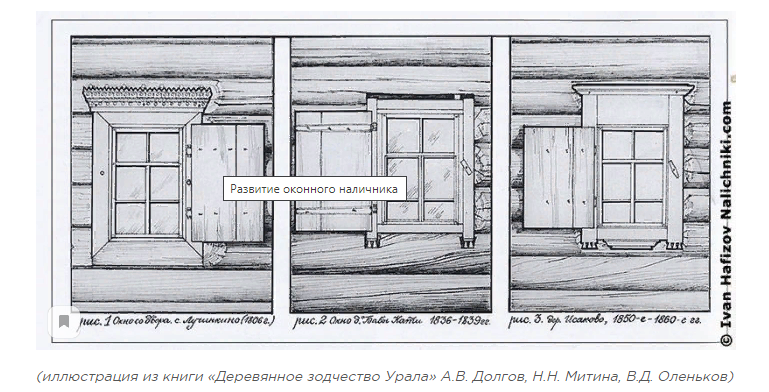 Развитие оконного наличника
© Ivan Hafizov Nalichniki.com
рис. 1 Окно со двора. с. Лучинкино (1806 г.)
рис. 2 Окно д. Бабы Кати 1836-1839 гг.
рис. 3. дер. Исаково, 1850-е - 1860-е гг.
(иллюстрация из книги «Деревянное зодчество Урала» А.В. Долгов, Н.Н. Митина, В.Д. Оленьков)